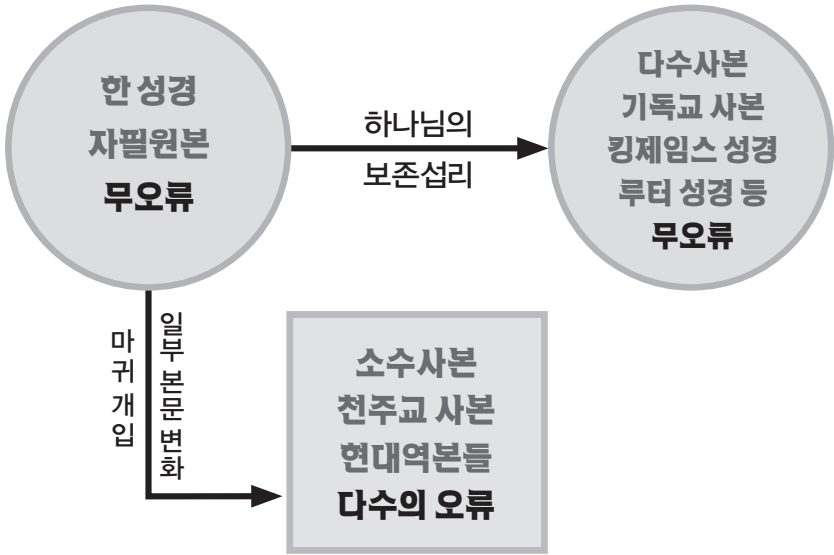 한 성경
자필원본
무오류
하나님의
보존섭리
다수사본
기독교 사본
킹제임스 성경
루터 성경 등
무오류
마귀 개입
일부 본문 변화
소수사본
천주교 사본
현대역본들
다수의 오류